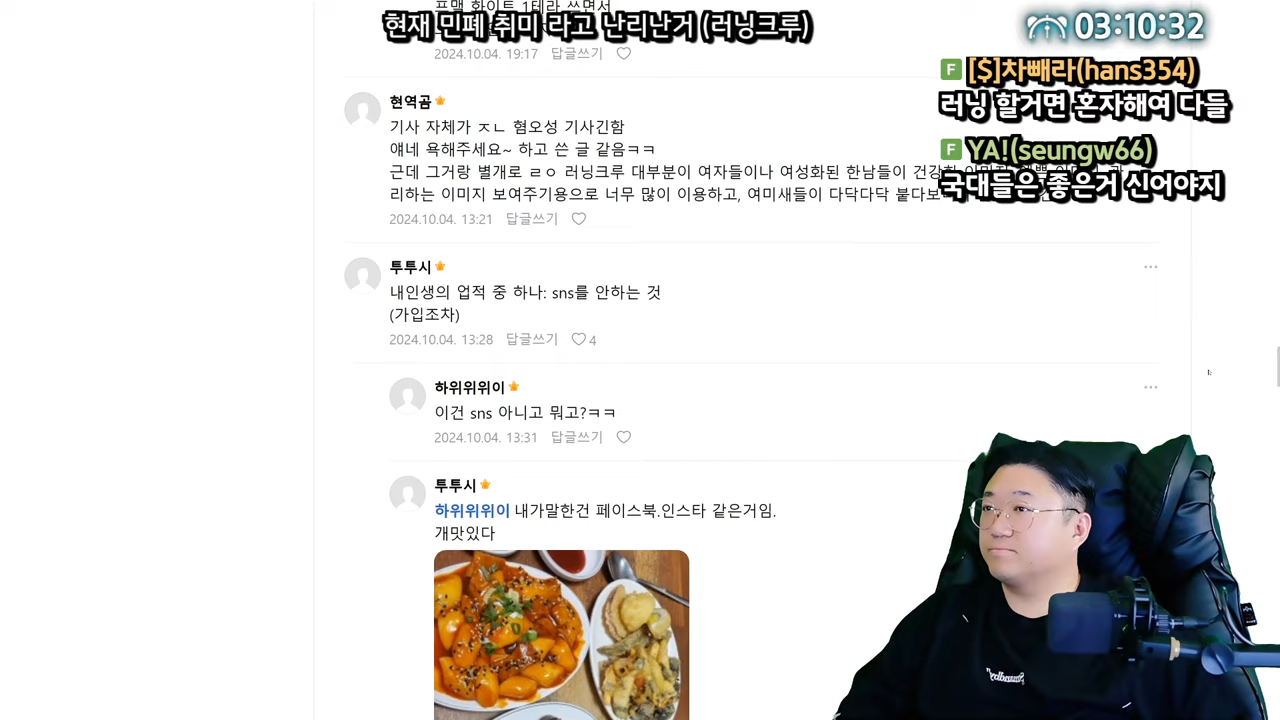 현재 민폐 취미 라고 난리난거 (러닝크루)
03:10:32
프맥 화이트 1테라 쓰면서
2024.10.04. 19:17 답글쓰기
F [$]차빼라(hans354)
러닝 할거면 혼자해여 다들
F YA!(seungw66)
국대들은 좋은거 신어야지
현역곰
기사 자체가 ㅈㄴ 혐오성 기사긴함
얘네 욕해주세요~ 하고 쓴 글 같음ㅋㅋ
근데 그거랑 별개로 ㄹㅇ 러닝크루 대부분이 여자들이나 여성화된 한남들이 건강한
리하는 이미지 보여주기용으로 너무 많이 이용하고, 여미새들이 다닥다닥 붙다보
2024.10.04. 13:21 답글쓰기
투투시
내인생의 업적 중 하나: sns를 안하는 것
(가입조차)
2024.10.04. 13:28 답글쓰기 4
하위위위이
이건 sns 아니고 뭐고?ㅋㅋ
2024.10.04. 13:31 답글쓰기
투투시
하위위위이 내가말한건 페이스북.인스타 같은거임.
개맛있다